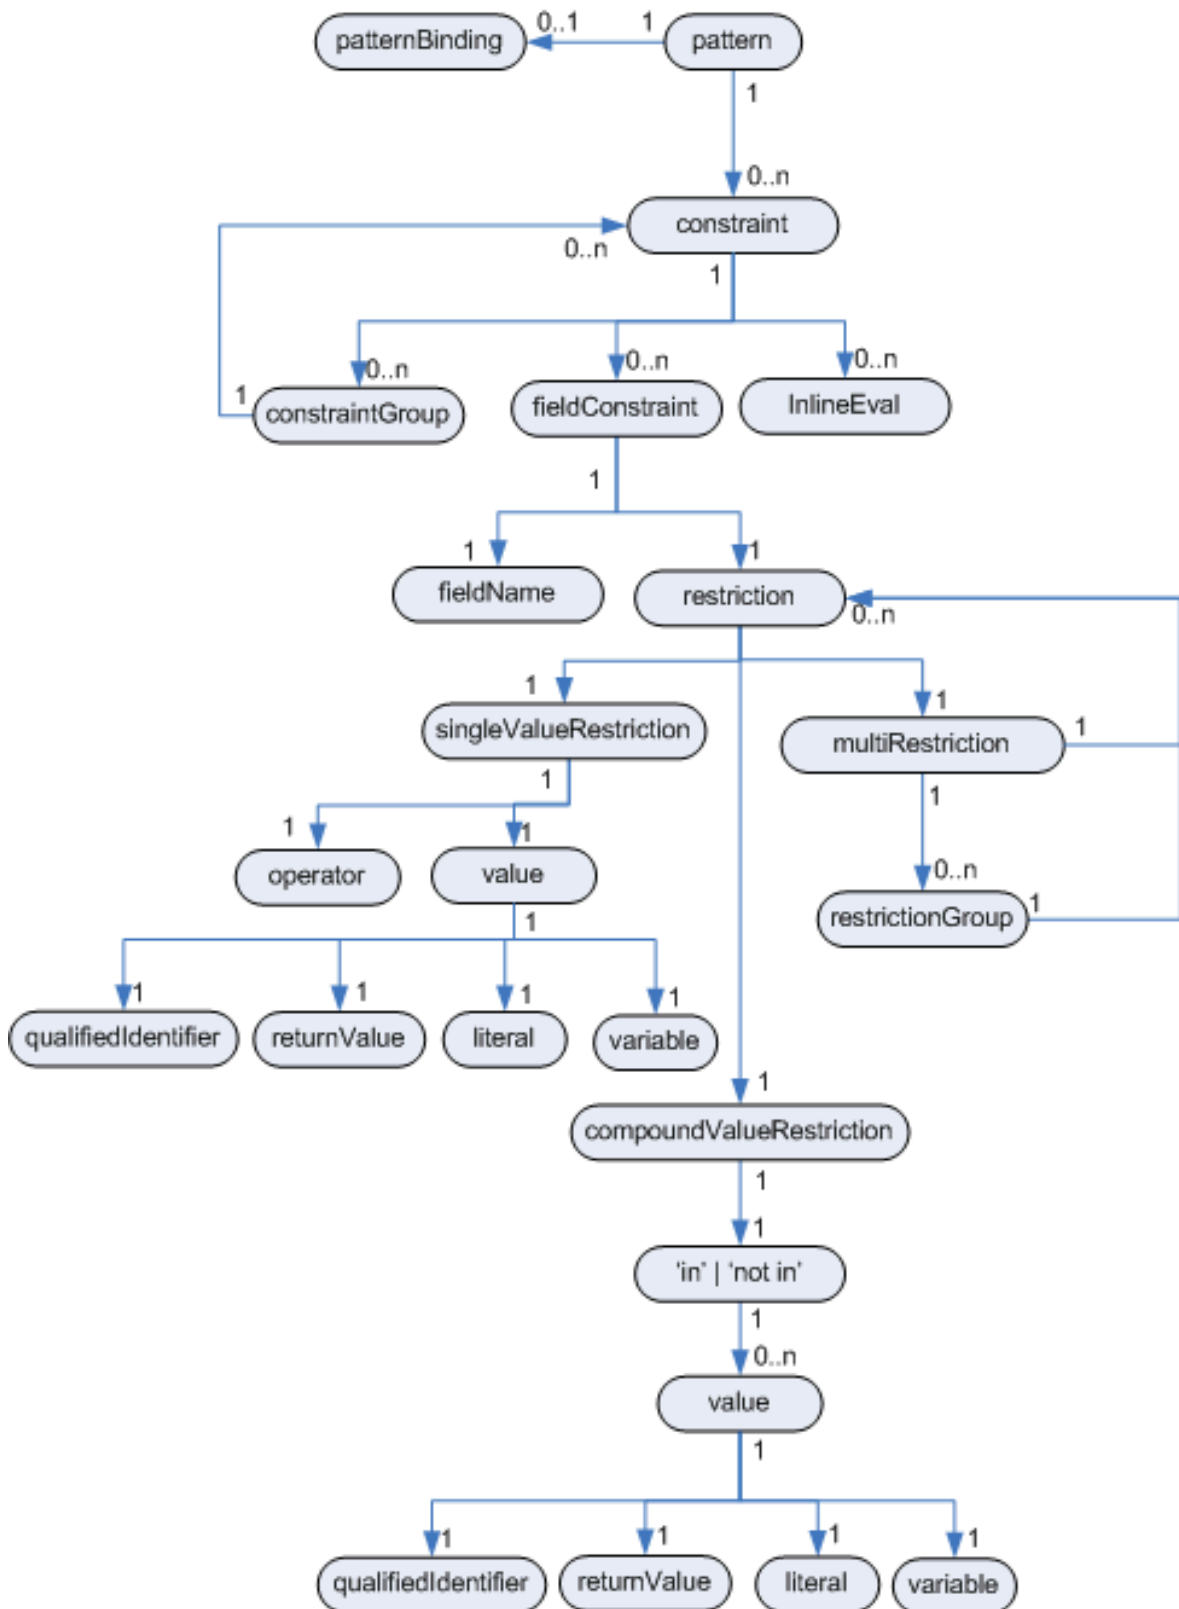 patternBinding 0..1 1 pattern
1
0..n
constraint
0..n
1
0..n 0..n 0..n
1 constraintGroup fieldConstraint InlineEval
1
1 1
fieldName restriction
0..n
1 1
singleValueRestriction multiRestriction 1
1 1
1 1
operator value 0..n
restrictionGroup 1
1
1 1 1 1
qualifiedIdentifier returnValue literal variable
1
compoundValueRestriction
1
1
'in' | 'not in'
1
0..n
value
1
1 1 1 1
qualifiedIdentifier returnValue literal variable